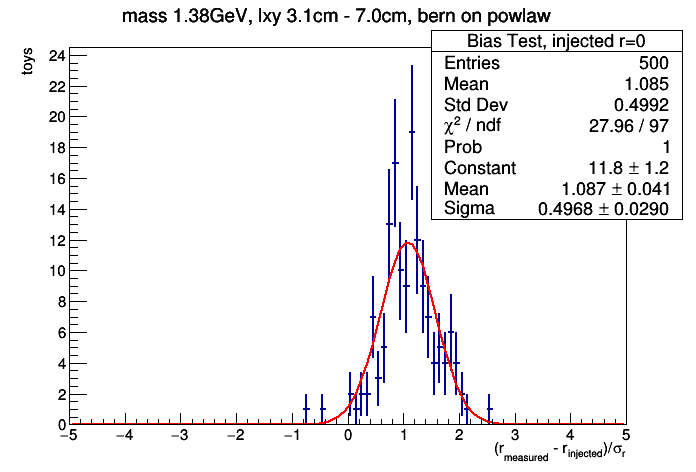 mass 1.38GeV, lxy 3.1cm - 7.0cm, bern on powlaw
Bias Test, injected r=0
Entries 500
Mean 1.085
Std Dev 0.4992
χ² / ndf 27.96 / 97
Prob 1
Constant 11.8 ± 1.2
Mean 1.087 ± 0.041
Sigma 0.4968 ± 0.0290
toys
24
22
20
18
16
14
12
10
8
6
4
2
0
−5 −4 −3 −2 −1 0 1 2 3 4 5
(r_measured - r_injected)/σ_r